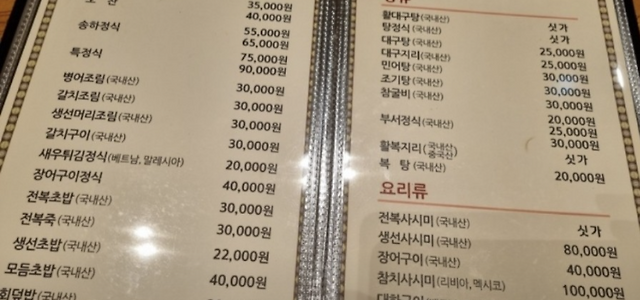 오 찬 35,000원
40,000원
송하정식 55,000원
65,000원
특정식 75,000원
90,000원
병어조림(국내산) 30,000원
갈치조림(국내산) 30,000원
생선머리조림(국내산) 30,000원
갈치구이(국내산) 30,000원
새우튀김정식(베트남, 말레시아) 20,000원
장어구이정식 40,000원
전복초밥(국내산) 30,000원
전복죽(국내산) 30,000원
생선초밥(국내산) 22,000원
모듬초밥(국내산) 40,000원
회덮밥(국내산)
활대구탕(국내산) 싯가
탕정식(국내산) 싯가
대구탕(국내산) 25,000원
대구지리(국내산) 25,000원
민어탕(국내산) 30,000원
조기탕(국내산) 30,000원
참굴비(국내산) 30,000원
부서정식(국내산) 20,000원
25,000원
활복지리(국내산 중국산) 30,000원
복 탕(국내산) 싯가
20,000원
요리류
전복사시미(국내산) 싯가
생선사시미(국내산) 80,000원
장어구이(국내산) 40,000원
참치사시미(리비아, 멕시코) 100,000원